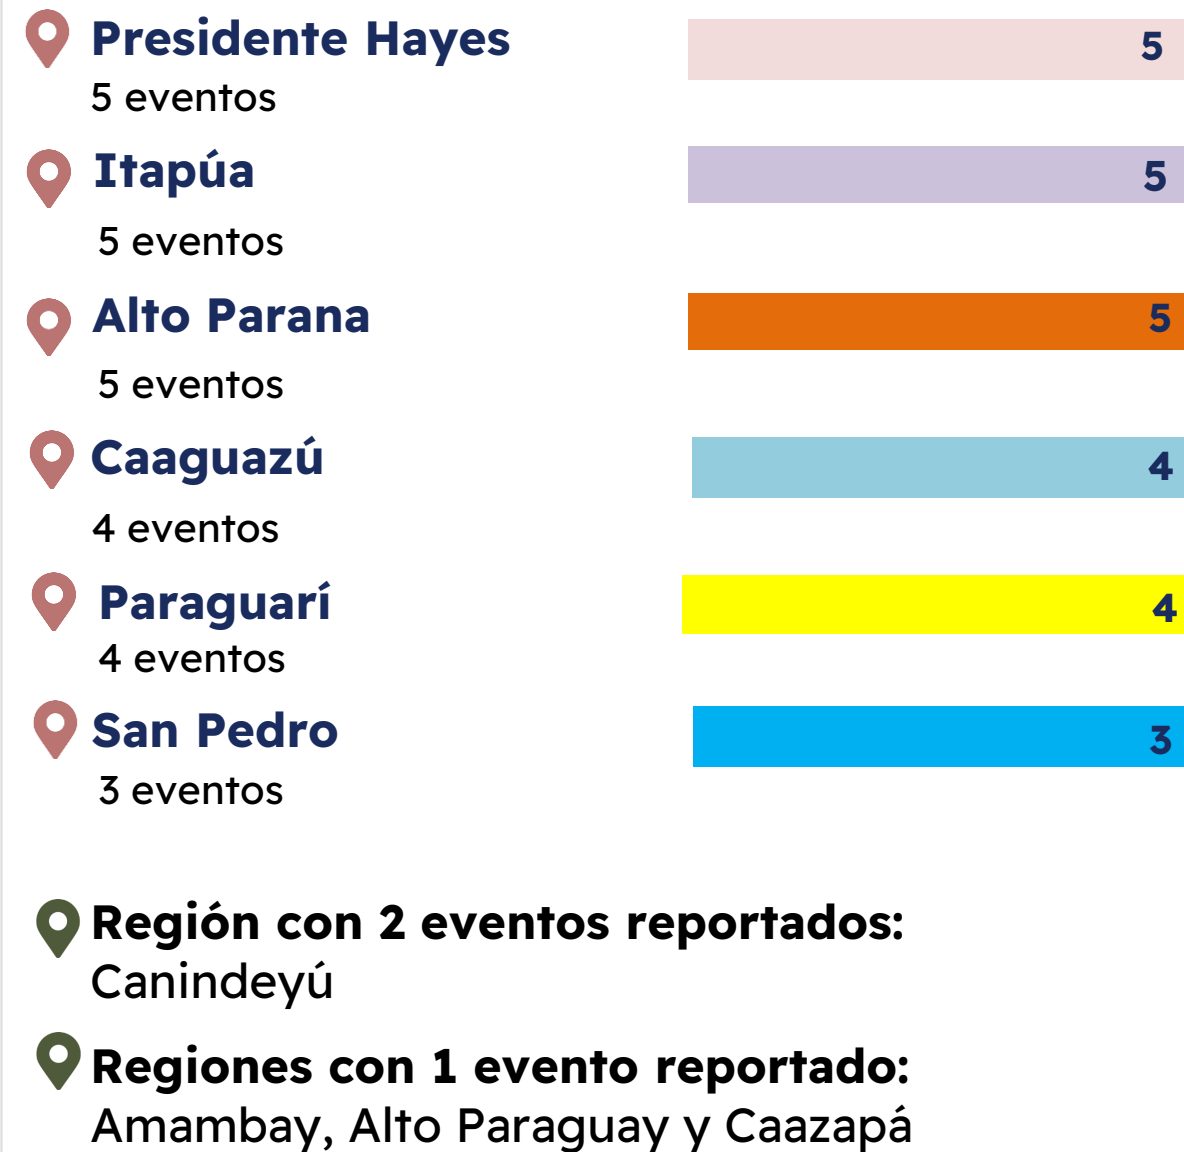 Presidente Hayes
5
5 eventos
Itapúa
5
5 eventos
Alto Parana
5
5 eventos
Caaguazú
4
4 eventos
Paraguarí
4
4 eventos
San Pedro
3
3 eventos
Región con 2 eventos reportados:
Canindeyú
Regiones con 1 evento reportado:
Amambay, Alto Paraguay y Caazapá